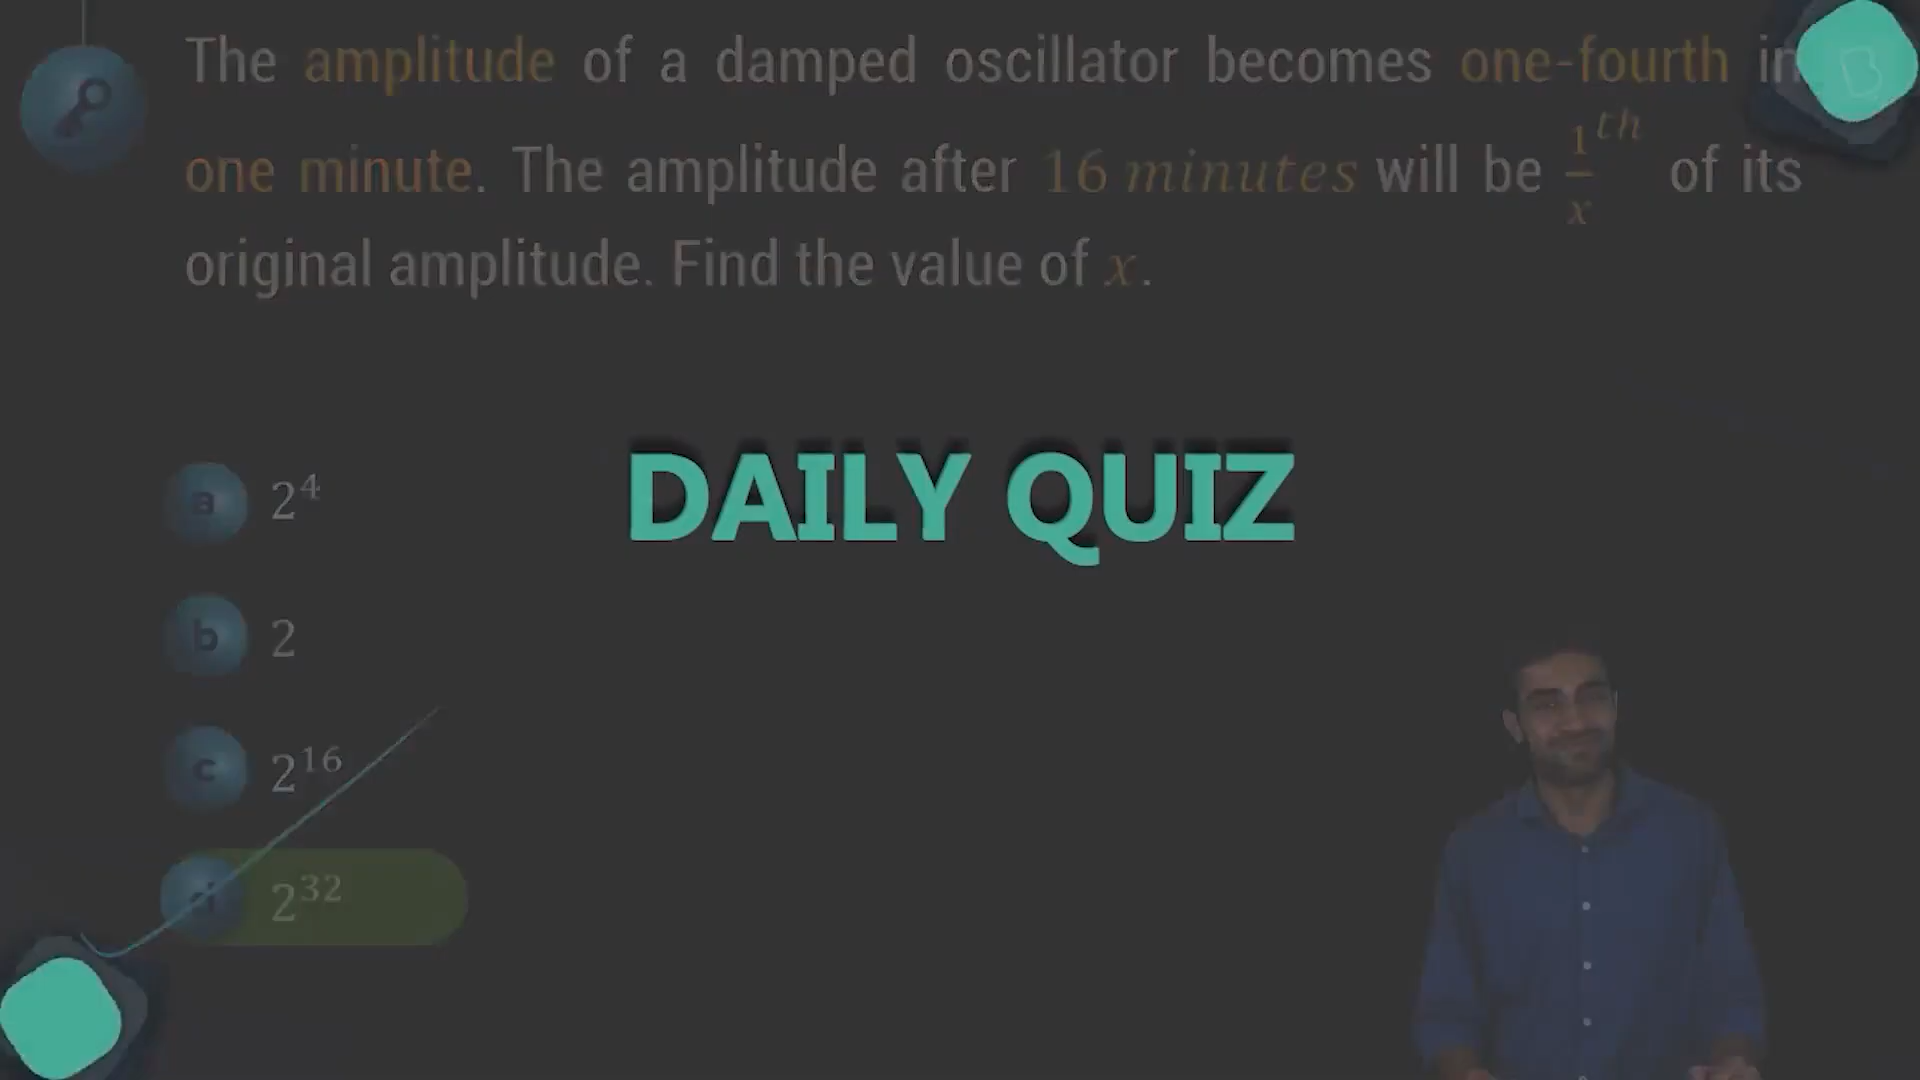 The amplitude of a damped oscillator becomes one-fourth in
one minute. The amplitude after 16 minutes will be 1/x th of its
original amplitude. Find the value of x.
DAILY QUIZ
a 2^4
b 2
c 2^16
d 2^32